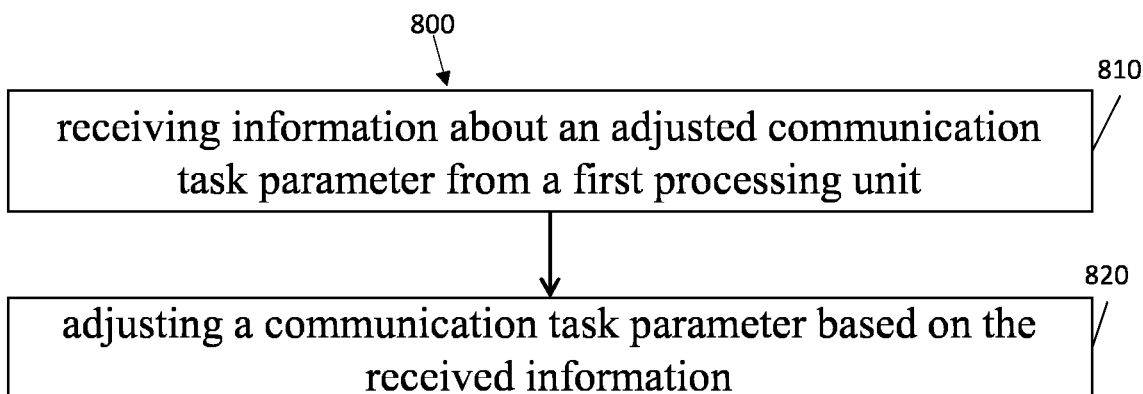 800
810
receiving information about an adjusted communication
task parameter from a first processing unit
820
adjusting a communication task parameter based on the
received information